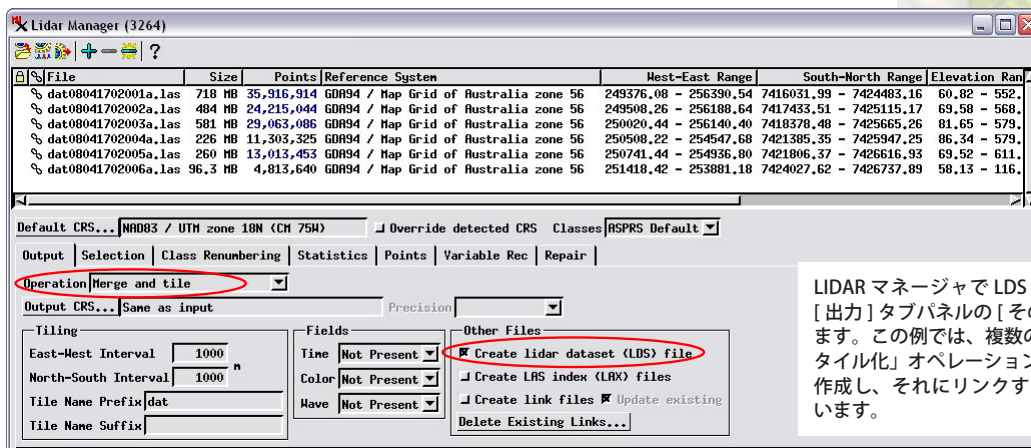 Lidar Manager (3264)
?
File Size Points Reference System West-East Range South-North Range Elevation Ran
dat08041702001a.las 718 MB 35,916,914 GDA94 / Map Grid of Australia zone 56 249376.08 - 256390.54 7416031.99 - 7424483.16 60.82 - 552.
dat08041702002a.las 484 MB 24,215,044 GDA94 / Map Grid of Australia zone 56 249508.26 - 256188.64 7417433.51 - 7425115.17 69.58 - 568.
dat08041702003a.las 581 MB 29,063,086 GDA94 / Map Grid of Australia zone 56 250020.44 - 256140.40 7418378.48 - 7425665.26 81.65 - 579.
dat08041702004a.las 226 MB 11,303,325 GDA94 / Map Grid of Australia zone 56 250508.22 - 254547.68 7421385.35 - 7425947.25 86.34 - 579.
dat08041702005a.las 260 MB 13,013,453 GDA94 / Map Grid of Australia zone 56 250741.44 - 254936.80 7421806.37 - 7426616.93 69.52 - 611.
dat08041702006a.las 96.3 MB 4,813,640 GDA94 / Map Grid of Australia zone 56 251418.42 - 253881.18 7424027.62 - 7426737.89 58.13 - 116.
Default CRS... NAD83 / UTM zone 18N (CM 75W) Override detected CRS Classes ASPRS Default
Output Selection Class Renumbering Statistics Points Variable Rec Repair
Operation Merge and tile
Output CRS... Same as input Precision
Tiling
East-West Interval 1000
North-South Interval 1000 m
Tile Name Prefix dat
Tile Name Suffix
Fields
Time Not Present
Color Not Present
Wave Not Present
Other Files
Create lidar dataset (LDS) file
Create LAS index (LAX) files
Create link files Update existing
Delete Existing Links...
LIDAR マネージャで LDS
[ 出力 ] タブパネルの [ その
ます。この例では、複数の
タイル化」オペレーション
作成し、それにリンクす
います。